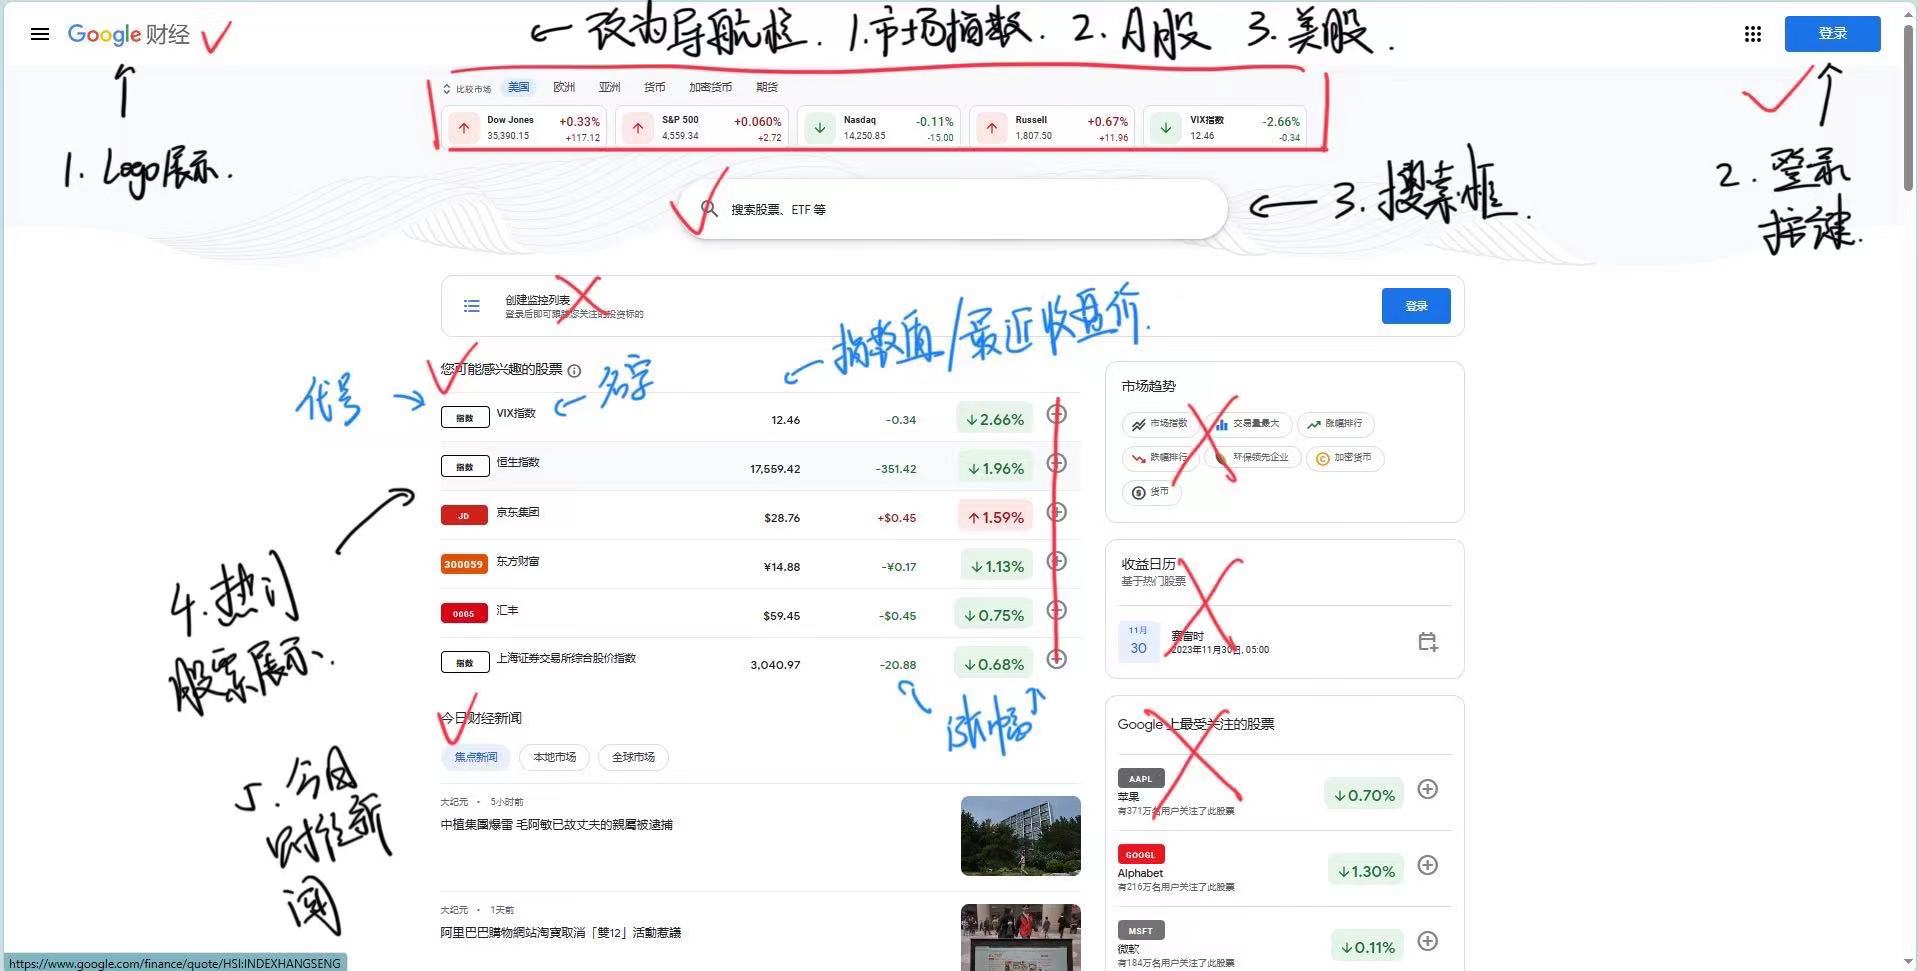 Google 财经
← 改为导航栏. 1.市场指数. 2. A股 3. 美股.
登录
比较市场 美国 欧洲 亚洲 货币 加密货币 期货
Dow Jones +0.33%
35,390.15 +117.12
S&P 500 +0.060%
4,559.34 +2.72
Nasdaq -0.11%
14,250.85 -15.00
Russell +0.67%
1,807.50 +11.96
VIX指数 -2.66%
12.46 -0.34
1. Logo展示.
搜索股票、ETF 等
← 3. 搜索框.
2. 登录
按键.
创建监控列表
登录后即可跟踪您关注的投资标的
登录
您可能感兴趣的股票
代号 →
← 名字
← 指数值/最近收盘价.
指数 VIX指数 12.46 -0.34 ↓2.66%
指数 恒生指数 17,559.42 -351.42 ↓1.96%
JD 京东集团 $28.76 +$0.45 ↑1.59%
300059 东方财富 ¥14.88 -¥0.17 ↓1.13%
0005 汇丰 $59.45 -$0.45 ↓0.75%
指数 上海证券交易所综合股价指数 3,040.97 -20.88 ↓0.68%
涨幅
4. 热门
股票展示.
市场趋势
市场指数 交易量最大 涨幅排行
跌幅排行 环保领先企业 加密货币
货币
收益日历
基于热门股票
11月
30
赛富时
2023年11月30日, 05:00
今日财经新闻
焦点新闻 本地市场 全球市场
5. 今日
财经新
闻
大纪元 · 5小时前
中植集團爆雷 毛阿敏已故丈夫的親屬被逮捕
大纪元 · 1天前
阿里巴巴購物網站淘寶取消「雙12」活動惹議
Google 上最受关注的股票
AAPL
苹果
有371万名用户关注了此股票
↓0.70%
GOOGL
Alphabet
有216万名用户关注了此股票
↓1.30%
MSFT
微软
有184万名用户关注了此股票
↓0.11%
https://www.google.com/finance/quote/HSI:INDEXHANGSENG